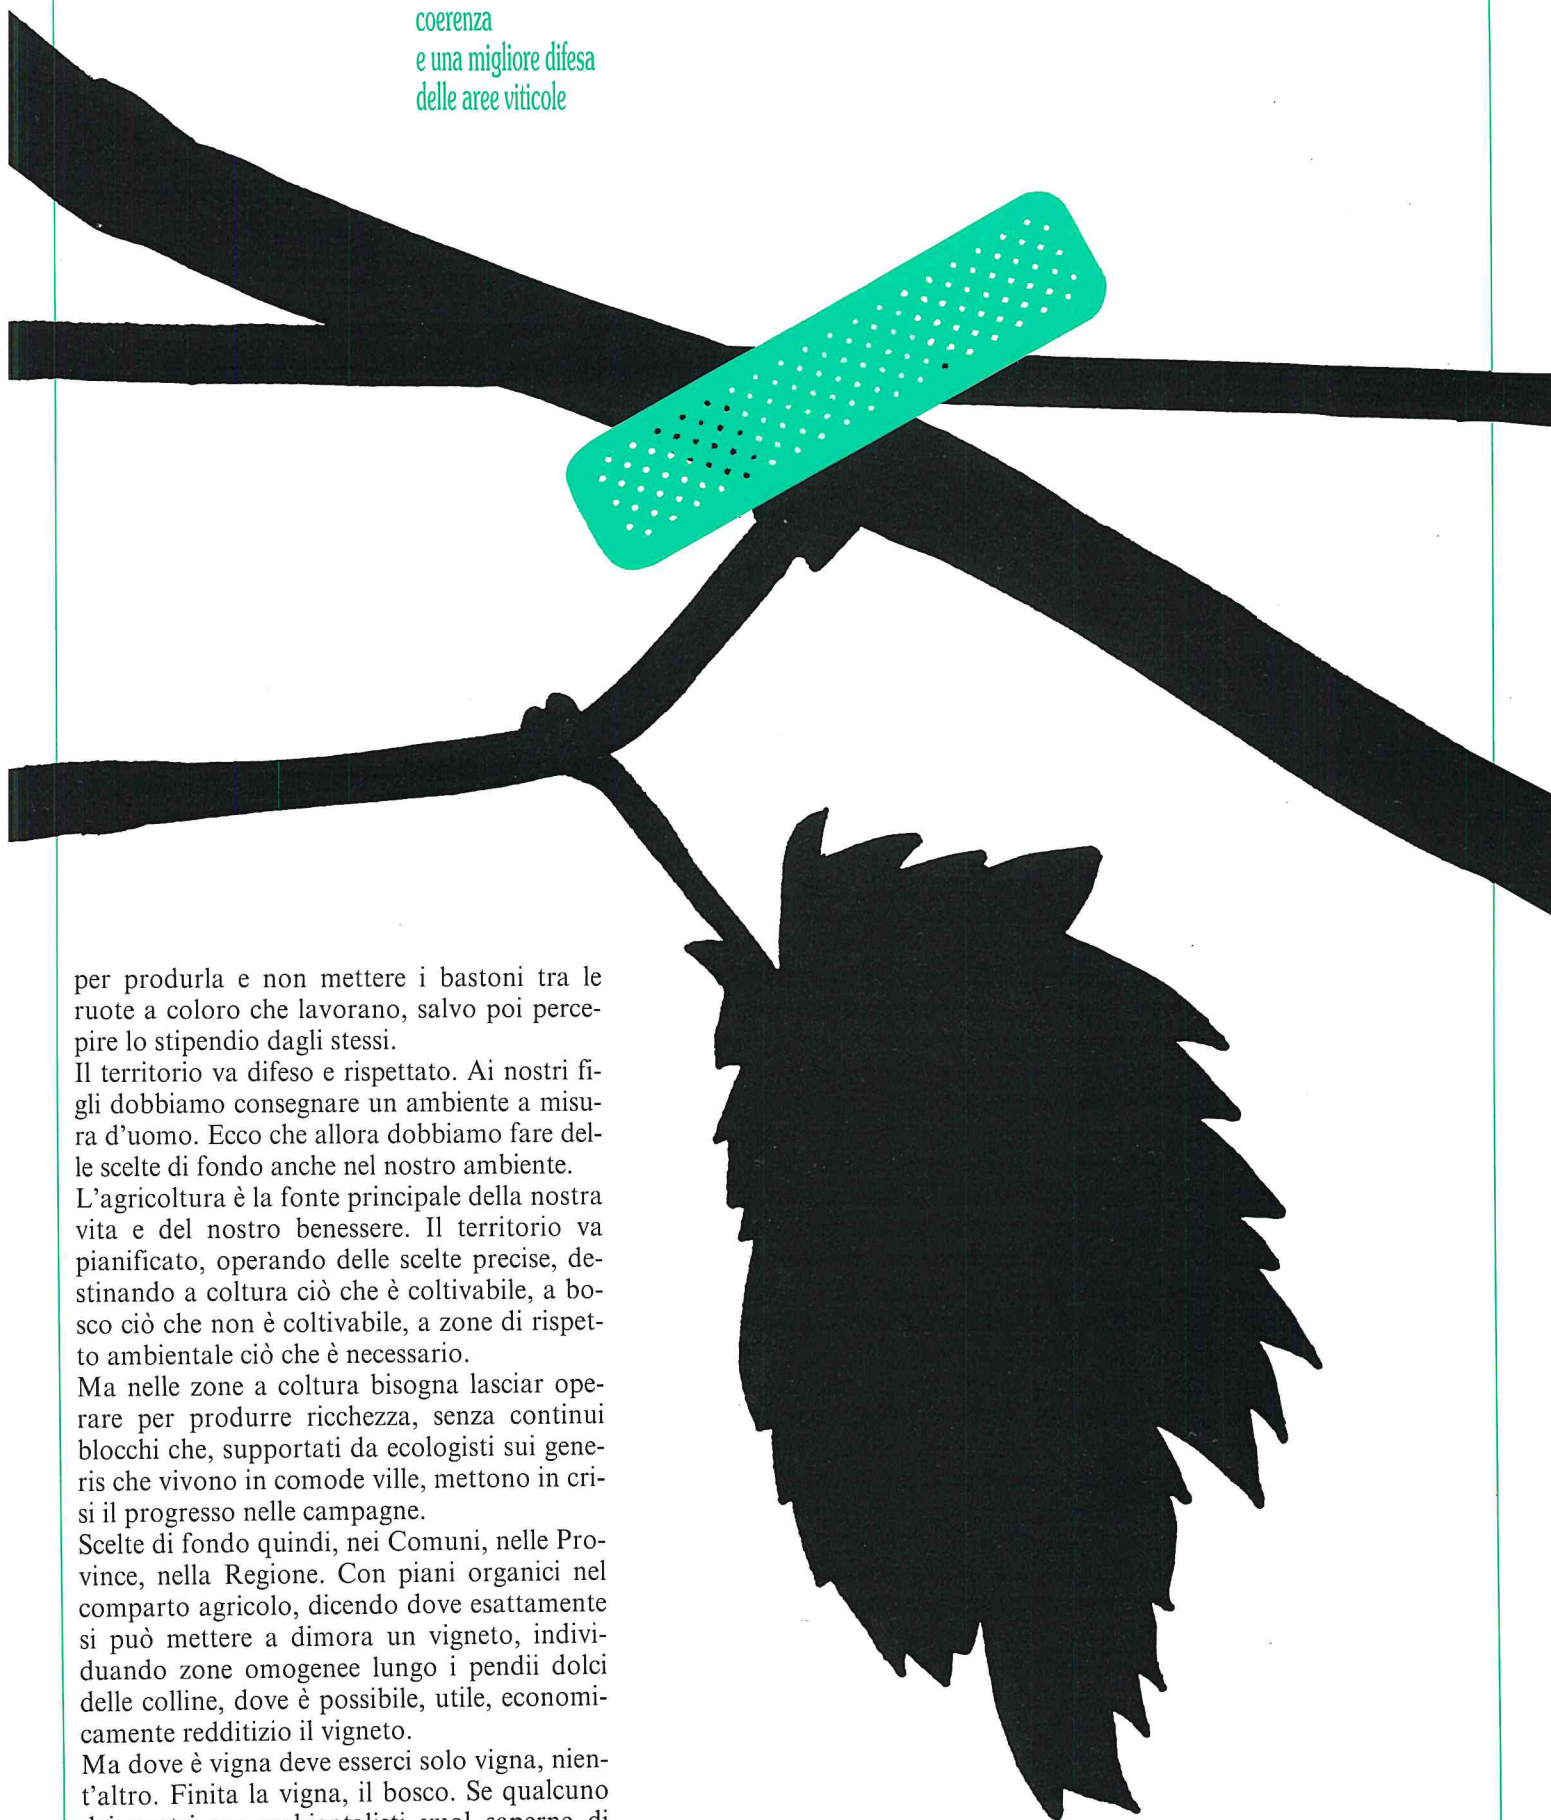 coerenza
e una migliore difesa
delle aree viticole
per produrla e non mettere i bastoni tra le
ruote a coloro che lavorano, salvo poi perce-
pire lo stipendio dagli stessi.
Il territorio va difeso e rispettato. Ai nostri fi-
gli dobbiamo consegnare un ambiente a misu-
ra d'uomo. Ecco che allora dobbiamo fare del-
le scelte di fondo anche nel nostro ambiente.
L'agricoltura è la fonte principale della nostra
vita e del nostro benessere. Il territorio va
pianificato, operando delle scelte precise, de-
stinando a coltura ciò che è coltivabile, a bo-
sco ciò che non è coltivabile, a zone di rispet-
to ambientale ciò che è necessario.
Ma nelle zone a coltura bisogna lasciar ope-
rare per produrre ricchezza, senza continui
blocchi che, supportati da ecologisti sui gene-
ris che vivono in comode ville, mettono in cri-
si il progresso nelle campagne.
Scelte di fondo quindi, nei Comuni, nelle Pro-
vince, nella Regione. Con piani organici nel
comparto agricolo, dicendo dove esattamente
si può mettere a dimora un vigneto, indivi-
duando zone omogenee lungo i pendii dolci
delle colline, dove è possibile, utile, economi-
camente redditizio il vigneto.
Ma dove è vigna deve esserci solo vigna, nien-
t'altro. Finita la vigna, il bosco. Se qualcuno